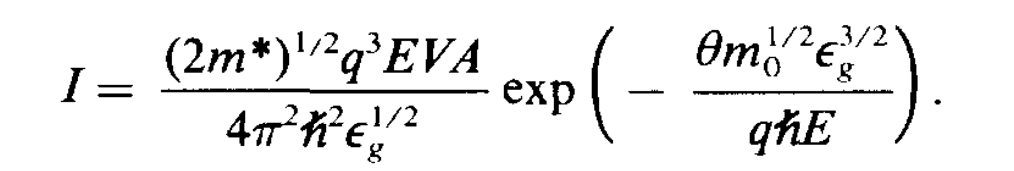 I = \frac{(2m^*)^{1/2} q^3 EVA}{4\pi^2 \hbar^2 \epsilon_g^{1/2}} \exp\left( - \frac{\theta m_0^{1/2} \epsilon_g^{3/2}}{q\hbar E} \right).